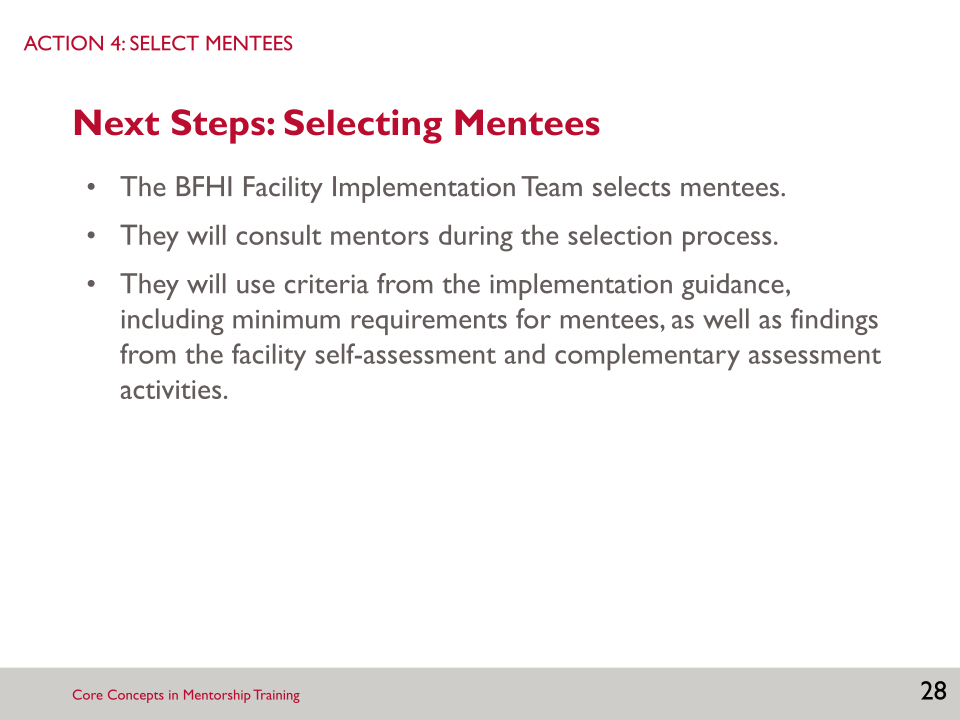 ACTION 4: SELECT MENTEES
Next Steps: Selecting Mentees
• The BFHI Facility Implementation Team selects mentees.
• They will consult mentors during the selection process.
• They will use criteria from the implementation guidance,
including minimum requirements for mentees, as well as findings
from the facility self-assessment and complementary assessment
activities.
Core Concepts in Mentorship Training
28